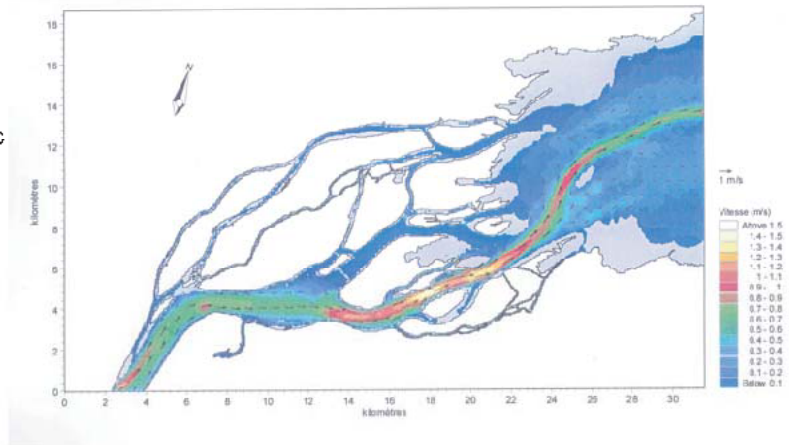 18
16
14
12
10
8
6
4
2
0
kilomètres
N
0 2 4 6 8 10 12 14 16 18 20 22 24 26 28 30
kilomètres
1 m/s
Vitesse (m/s)
Above 1.5
1.4 - 1.5
1.3 - 1.4
1.2 - 1.3
1.1 - 1.2
1 - 1.1
0.9 - 1
0.8 - 0.9
0.7 - 0.8
0.6 - 0.7
0.5 - 0.6
0.4 - 0.5
0.3 - 0.4
0.2 - 0.3
0.1 - 0.2
Below 0.1